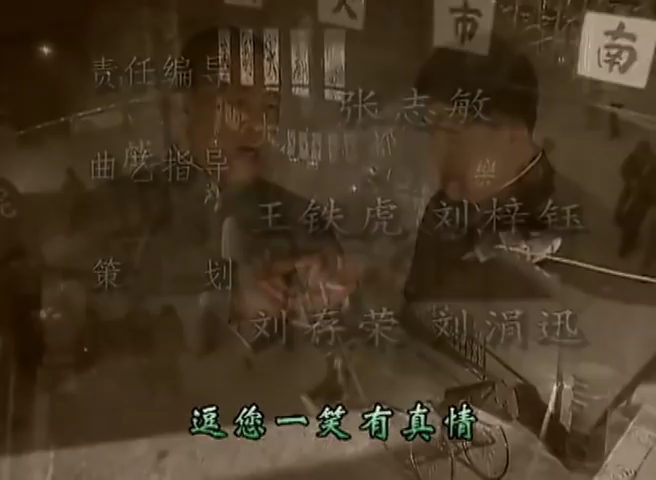 市
南
责任编导
张志敏
曲艺指导
王铁虎 刘梓钰
策划
刘存荣 刘涓迅
逗您一笑有真情